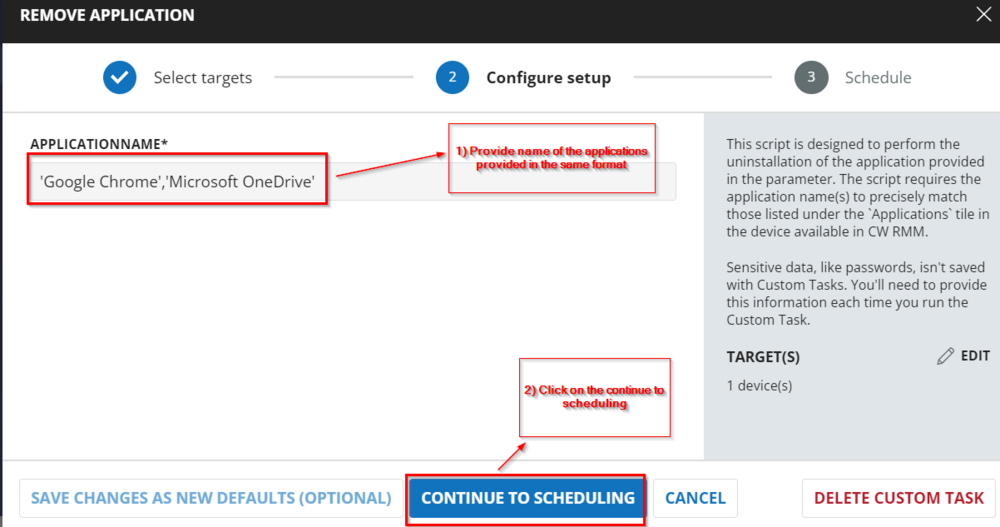 REMOVE APPLICATION
Select targets
2
Configure setup
3
Schedule
APPLICATIONNAME*
'Google Chrome','Microsoft OneDrive'
1) Provide name of the applications
provided in the same format
This script is designed to perform the
uninstallation of the application provided
in the parameter. The script requires the
application name(s) to precisely match
those listed under the `Applications` tile in
the device available in CW RMM.
Sensitive data, like passwords, isn't saved
with Custom Tasks. You'll need to provide
this information each time you run the
Custom Task.
TARGET(S)
EDIT
1 device(s)
2) Click on the continue to
scheduling
SAVE CHANGES AS NEW DEFAULTS (OPTIONAL)
CONTINUE TO SCHEDULING
CANCEL
DELETE CUSTOM TASK